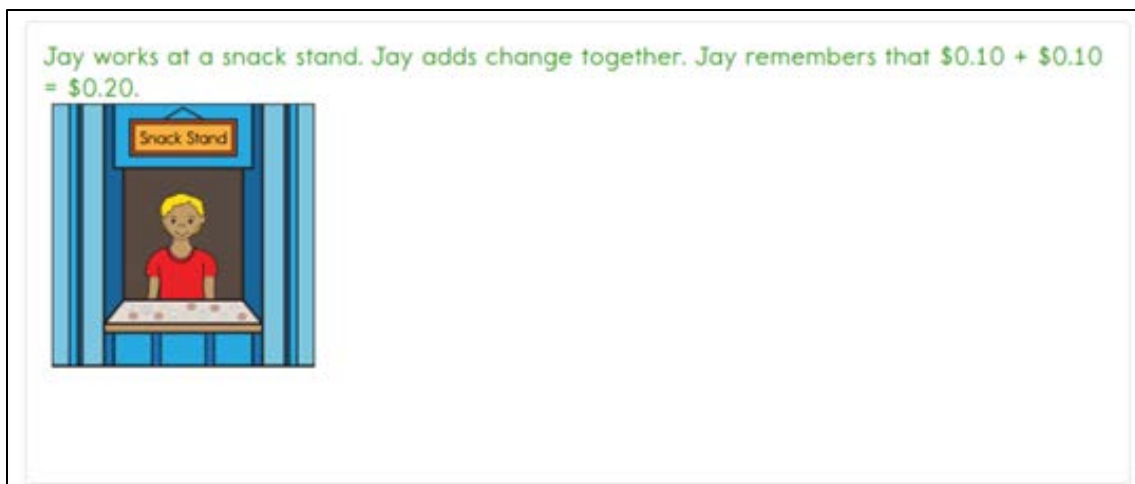 Jay works at a snack stand. Jay adds change together. Jay remembers that $0.10 + $0.10
= $0.20.
Snack Stand